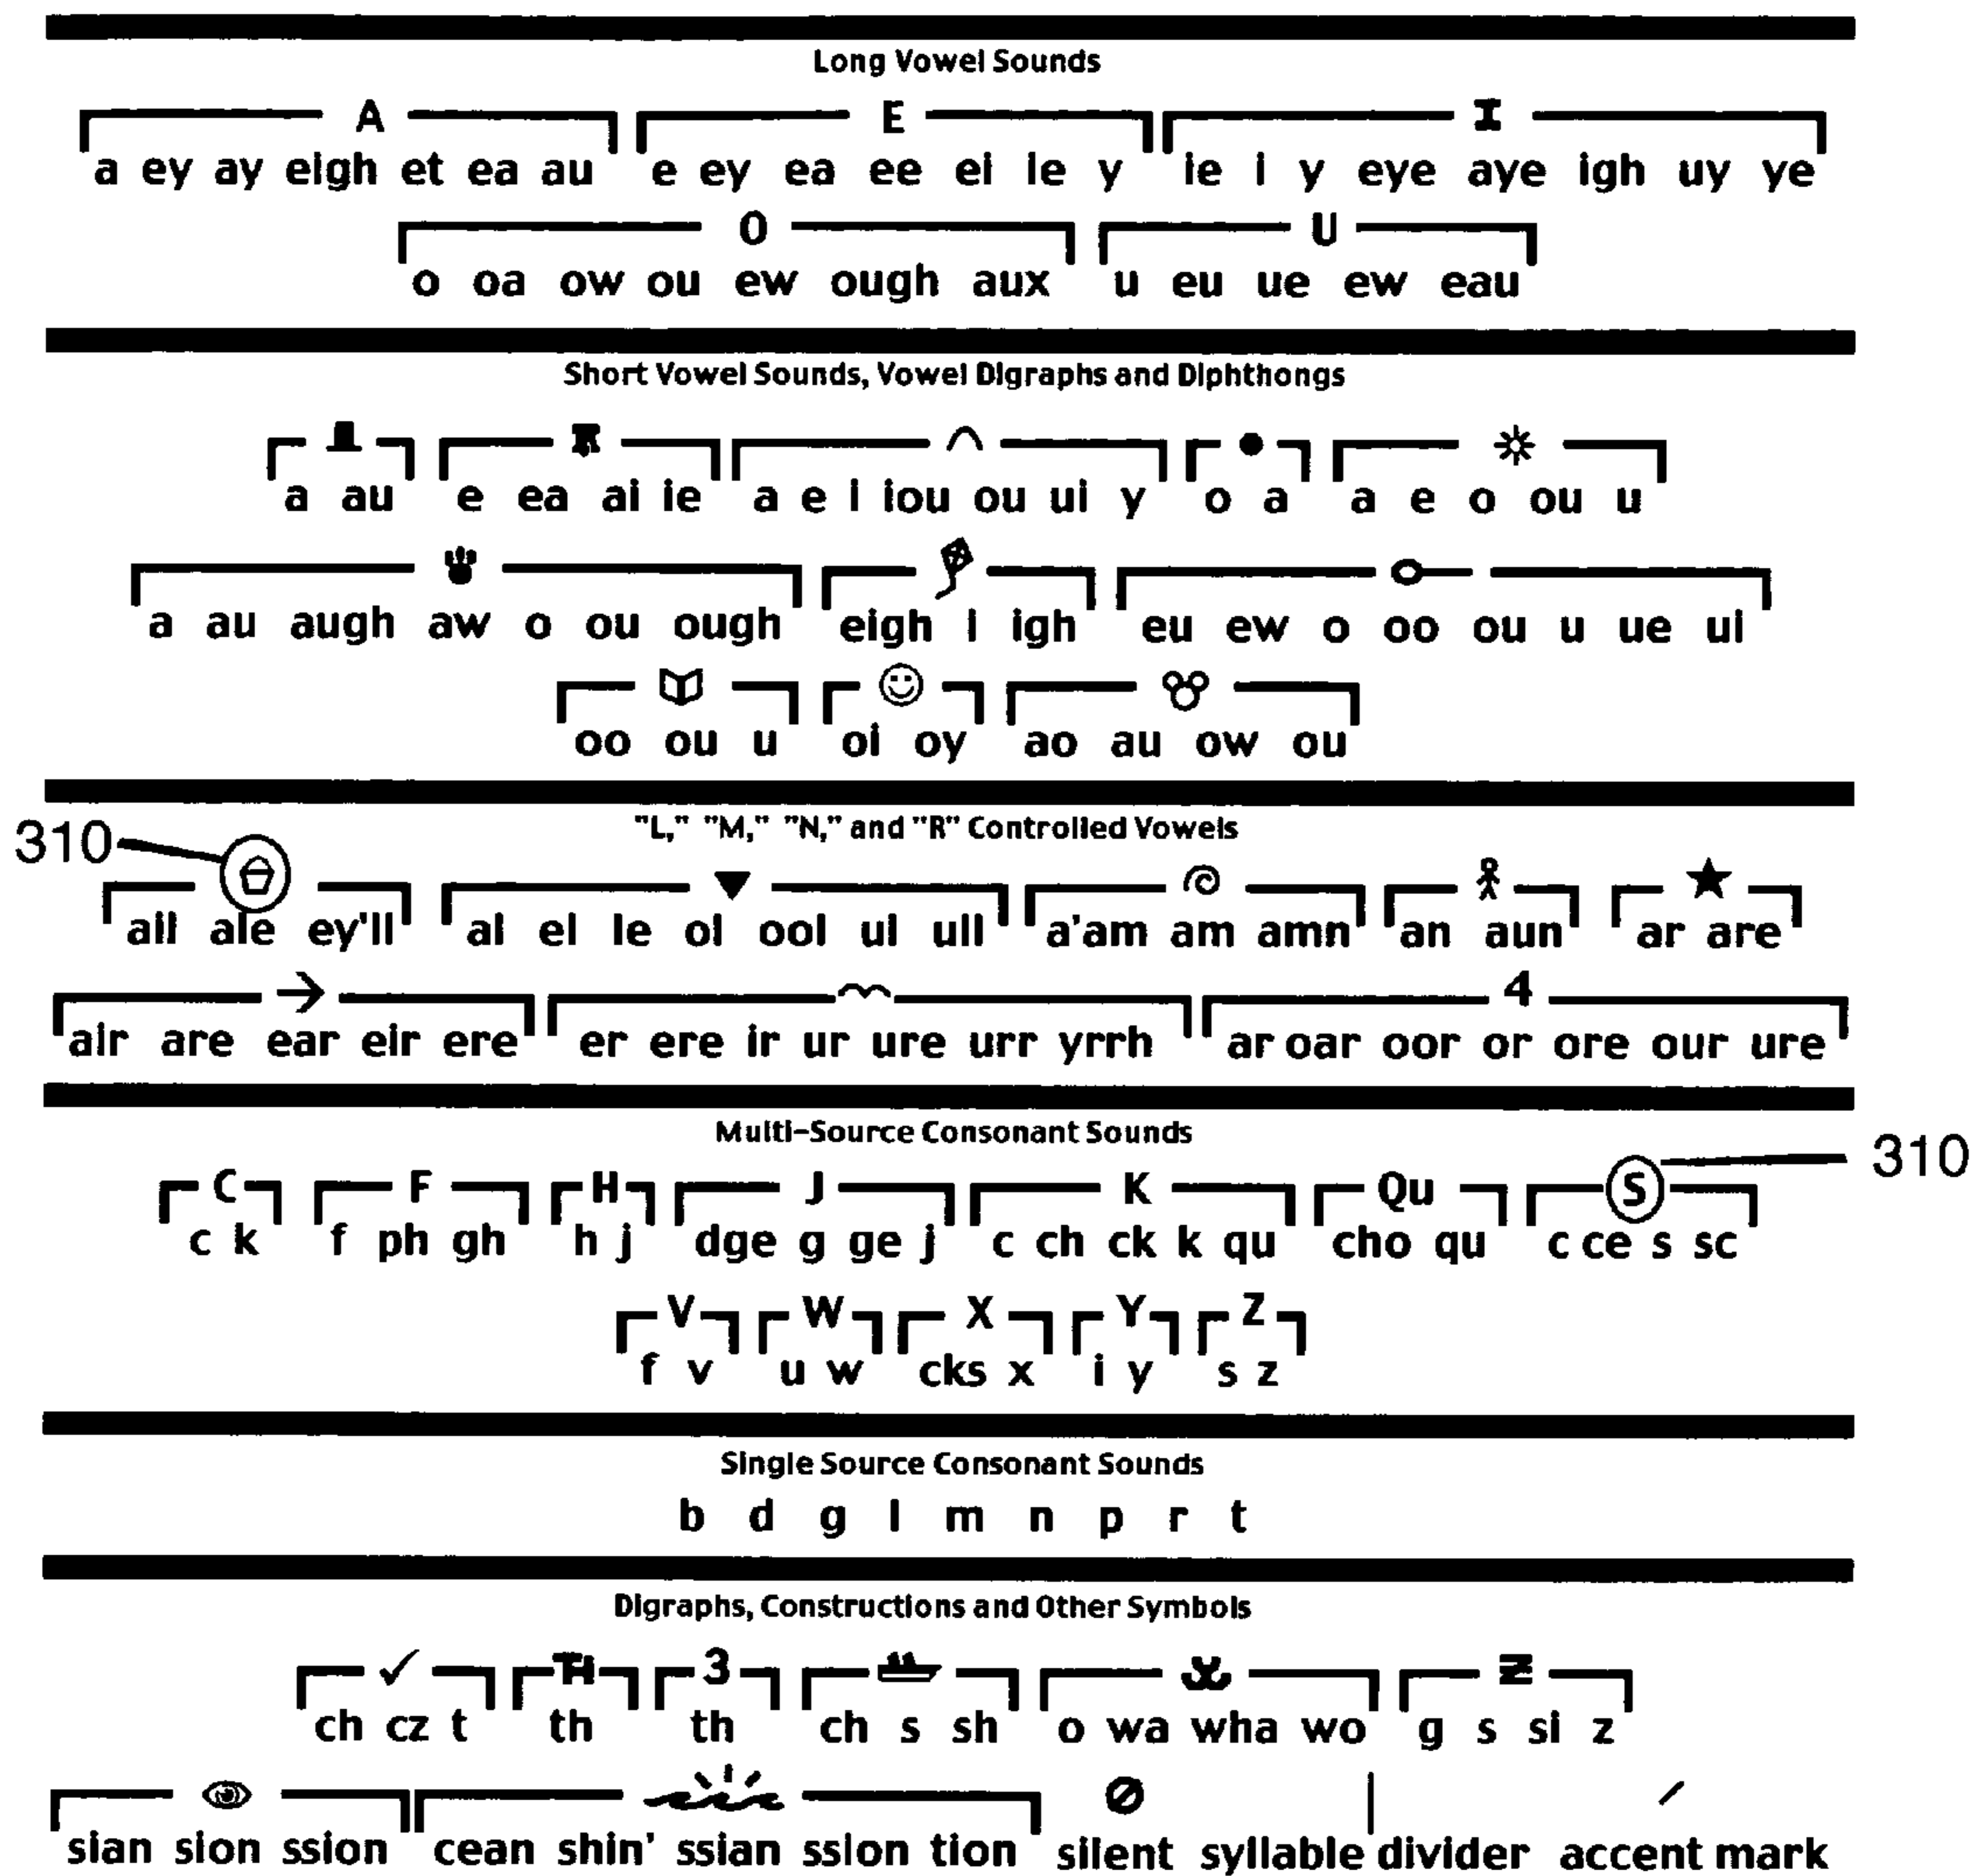 Long Vowel Sounds
A E I
a ey ay eigh et ea au e ey ea ee ei ie y ie i y eye aye igh uy ye
O U
o oa ow ou ew ough aux u eu ue ew eau
Short Vowel Sounds, Vowel Digraphs and Diphthongs
a au e ea ai ie a e i iou ou ui y o a a e o ou u
a au augh aw o ou ough eigh i igh eu ew o oo ou u ue ui
oo ou u oi oy ao au ow ou
"L," "M," "N," and "R" Controlled Vowels
310
ail ale ey'll al el le ol ool ul ull a'am am amn an aun ar are
4
air are ear eir ere er ere ir ur ure urr yrrh ar oar oor or ore our ure
Multi-Source Consonant Sounds
310
C F H J K Qu S
c k f ph gh h j dge g ge j c ch ck k qu cho qu c ce s sc
V W X Y Z
f v u w cks x i y s z
Single Source Consonant Sounds
b d g l m n p r t
Digraphs, Constructions and Other Symbols
TH 3
ch cz t th th ch s sh o wa wha wo g s si z
sian sion ssion cean shin' ssian ssion tion silent syllable divider accent mark